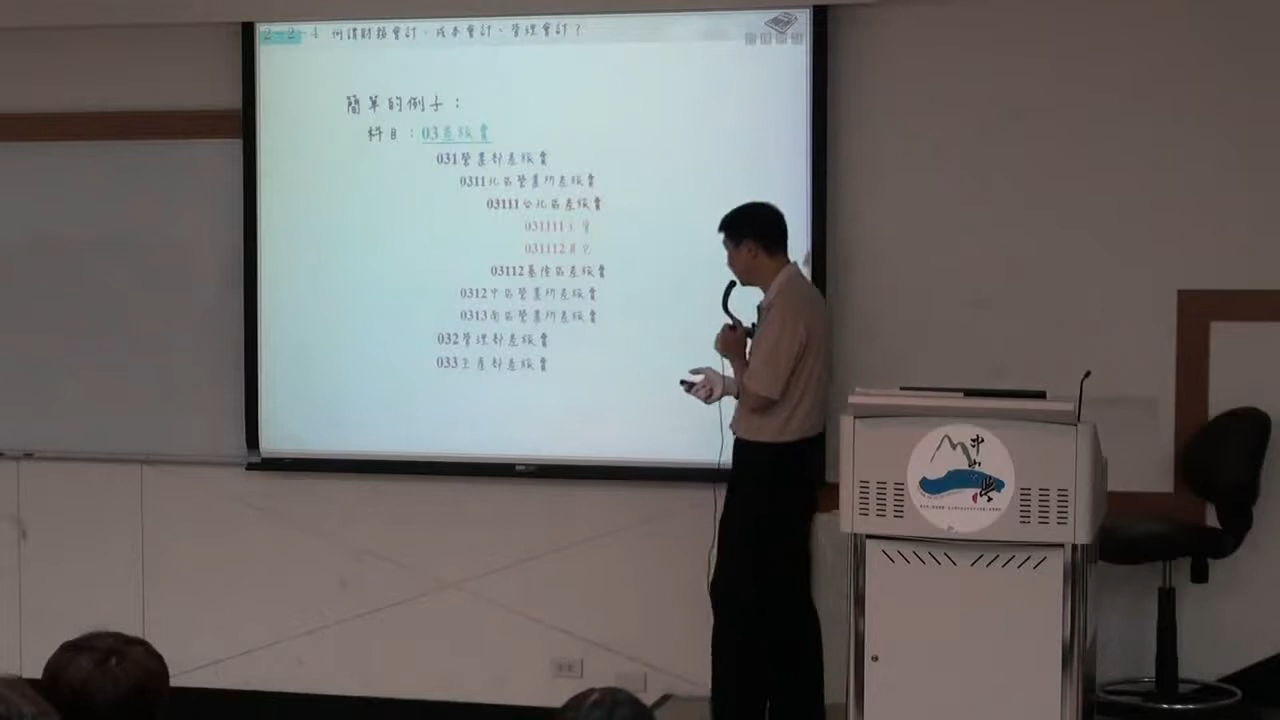 2-2-4 何謂財務會計、成本會計、管理會計？
簡單的例子：
科目：03差旅費
031營業部差旅費
0311北區營業所差旅費
03111台北區差旅費
031111
031112
03112基隆區差旅費
0312中區營業所差旅費
0313南區營業所差旅費
032管理部差旅費
033生產部差旅費
中山學